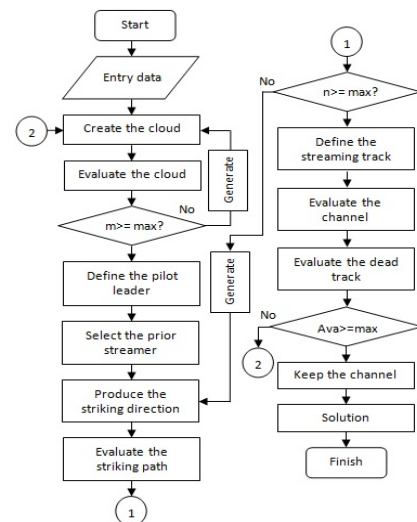 Start
Entry data
2
Create the cloud
Evaluate the cloud
Generate
No
m>= max?
Define the pilot
leader
Select the prior
streamer
Produce the
striking direction
Evaluate the
striking path
1
Generate
1
No
n>= max?
Define the
streaming track
Evaluate the
channel
Evaluate the dead
track
No
Ava>=max
2
Keep the channel
Solution
Finish